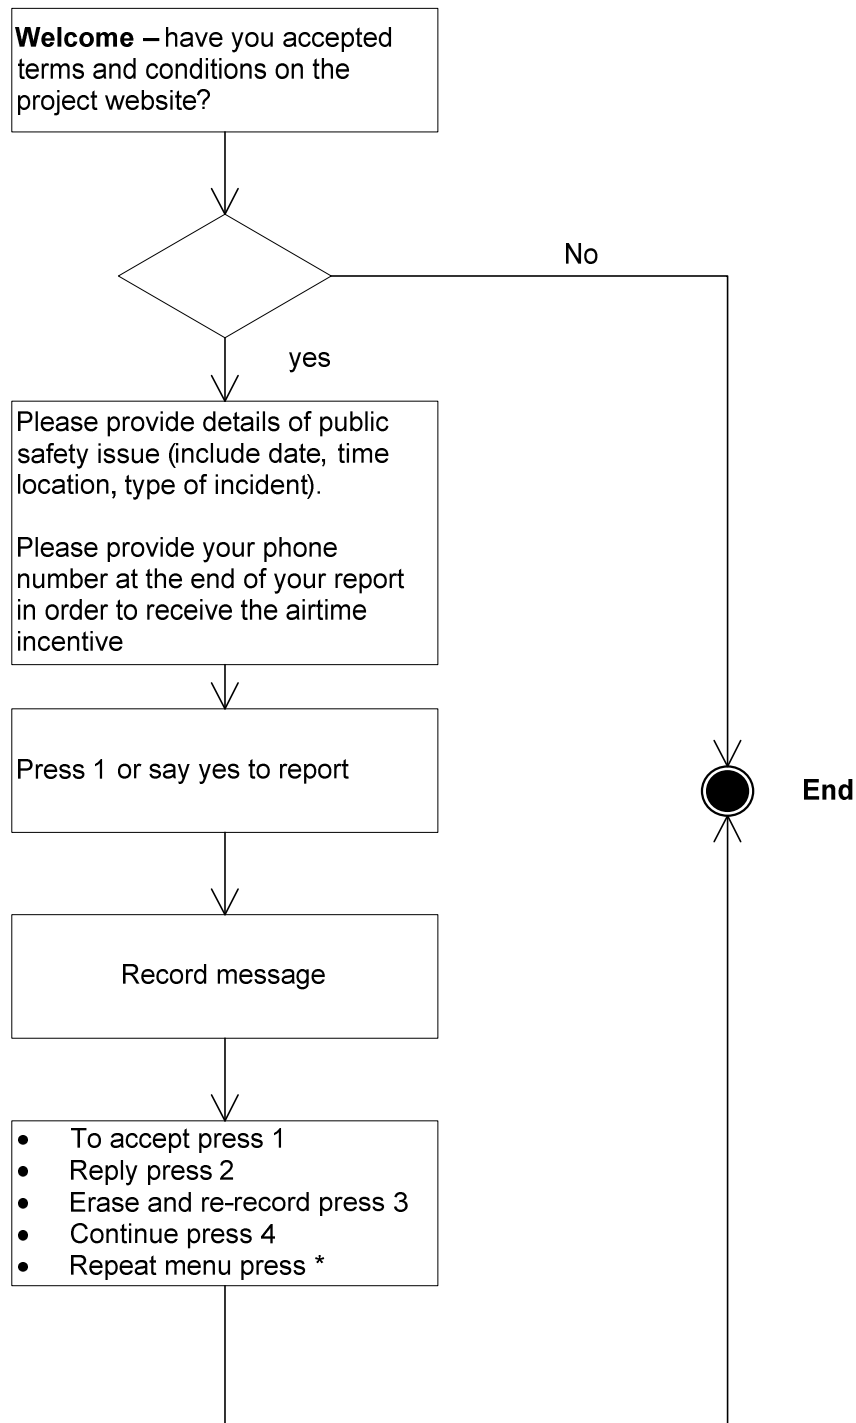 Welcome – have you accepted
terms and conditions on the
project website?
No
yes
Please provide details of public
safety issue (include date, time
location, type of incident).
Please provide your phone
number at the end of your report
in order to receive the airtime
incentive
Press 1 or say yes to report
End
Record message
• To accept press 1
• Reply press 2
• Erase and re-record press 3
• Continue press 4
• Repeat menu press *